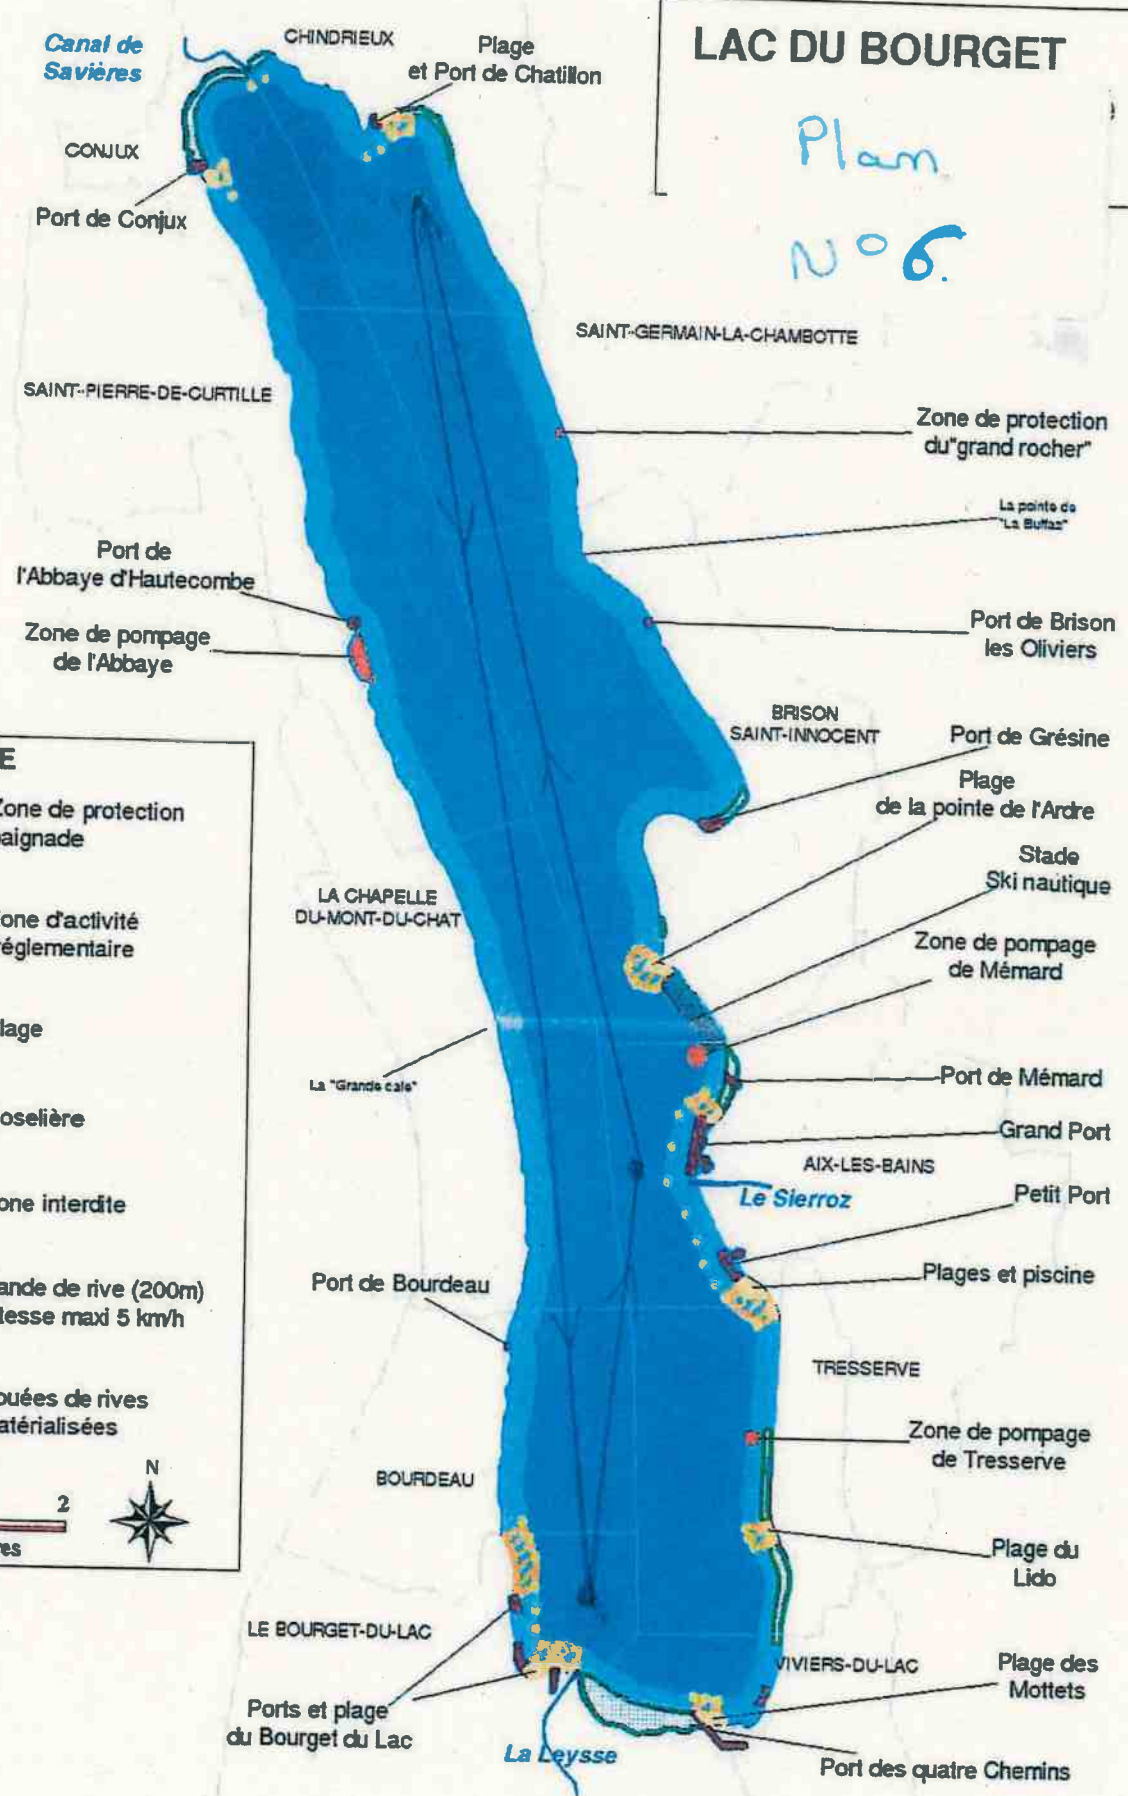 LAC DU BOURGET
Plan
N° 6.
Canal de
Savières
CHINDRIEUX
Plage
et Port de Chatillon
CONJUX
Port de Conjux
SAINT-GERMAIN-LA-CHAMBOTTE
SAINT-PIERRE-DE-CURTILLE
Zone de protection
du"grand rocher"
La pointe de
Port de
l'Abbaye d'Hautecombe
Zone de pompage
de l'Abbaye
Port de Brison
les Oliviers
BRISON
SAINT-INNOCENT
Port de Grésine
Plage
de la pointe de l'Ardre
Stade
Ski nautique
Zone de pompage
de Mémard
LA CHAPELLE
DU-MONT-DU-CHAT
La "Grande cale"
Port de Mémard
Grand Port
AIX-LES-BAINS
Le Sierroz
Petit Port
Plages et piscine
Port de Bourdeau
TRESSERVE
Zone de pompage
de Tresserve
BOURDEAU
Plage du
Lido
LE BOURGET-DU-LAC
VIVIERS-DU-LAC
Plage des
Mottets
Ports et plage
du Bourget du Lac
La Leysse
Port des quatre Chemins
E
Zone de protection
aignade
one d'activité
réglementaire
lage
oselière
one interdite
ande de rive (200m)
tesse maxi 5 km/h
ouées de rives
atérialisées
N
2
res